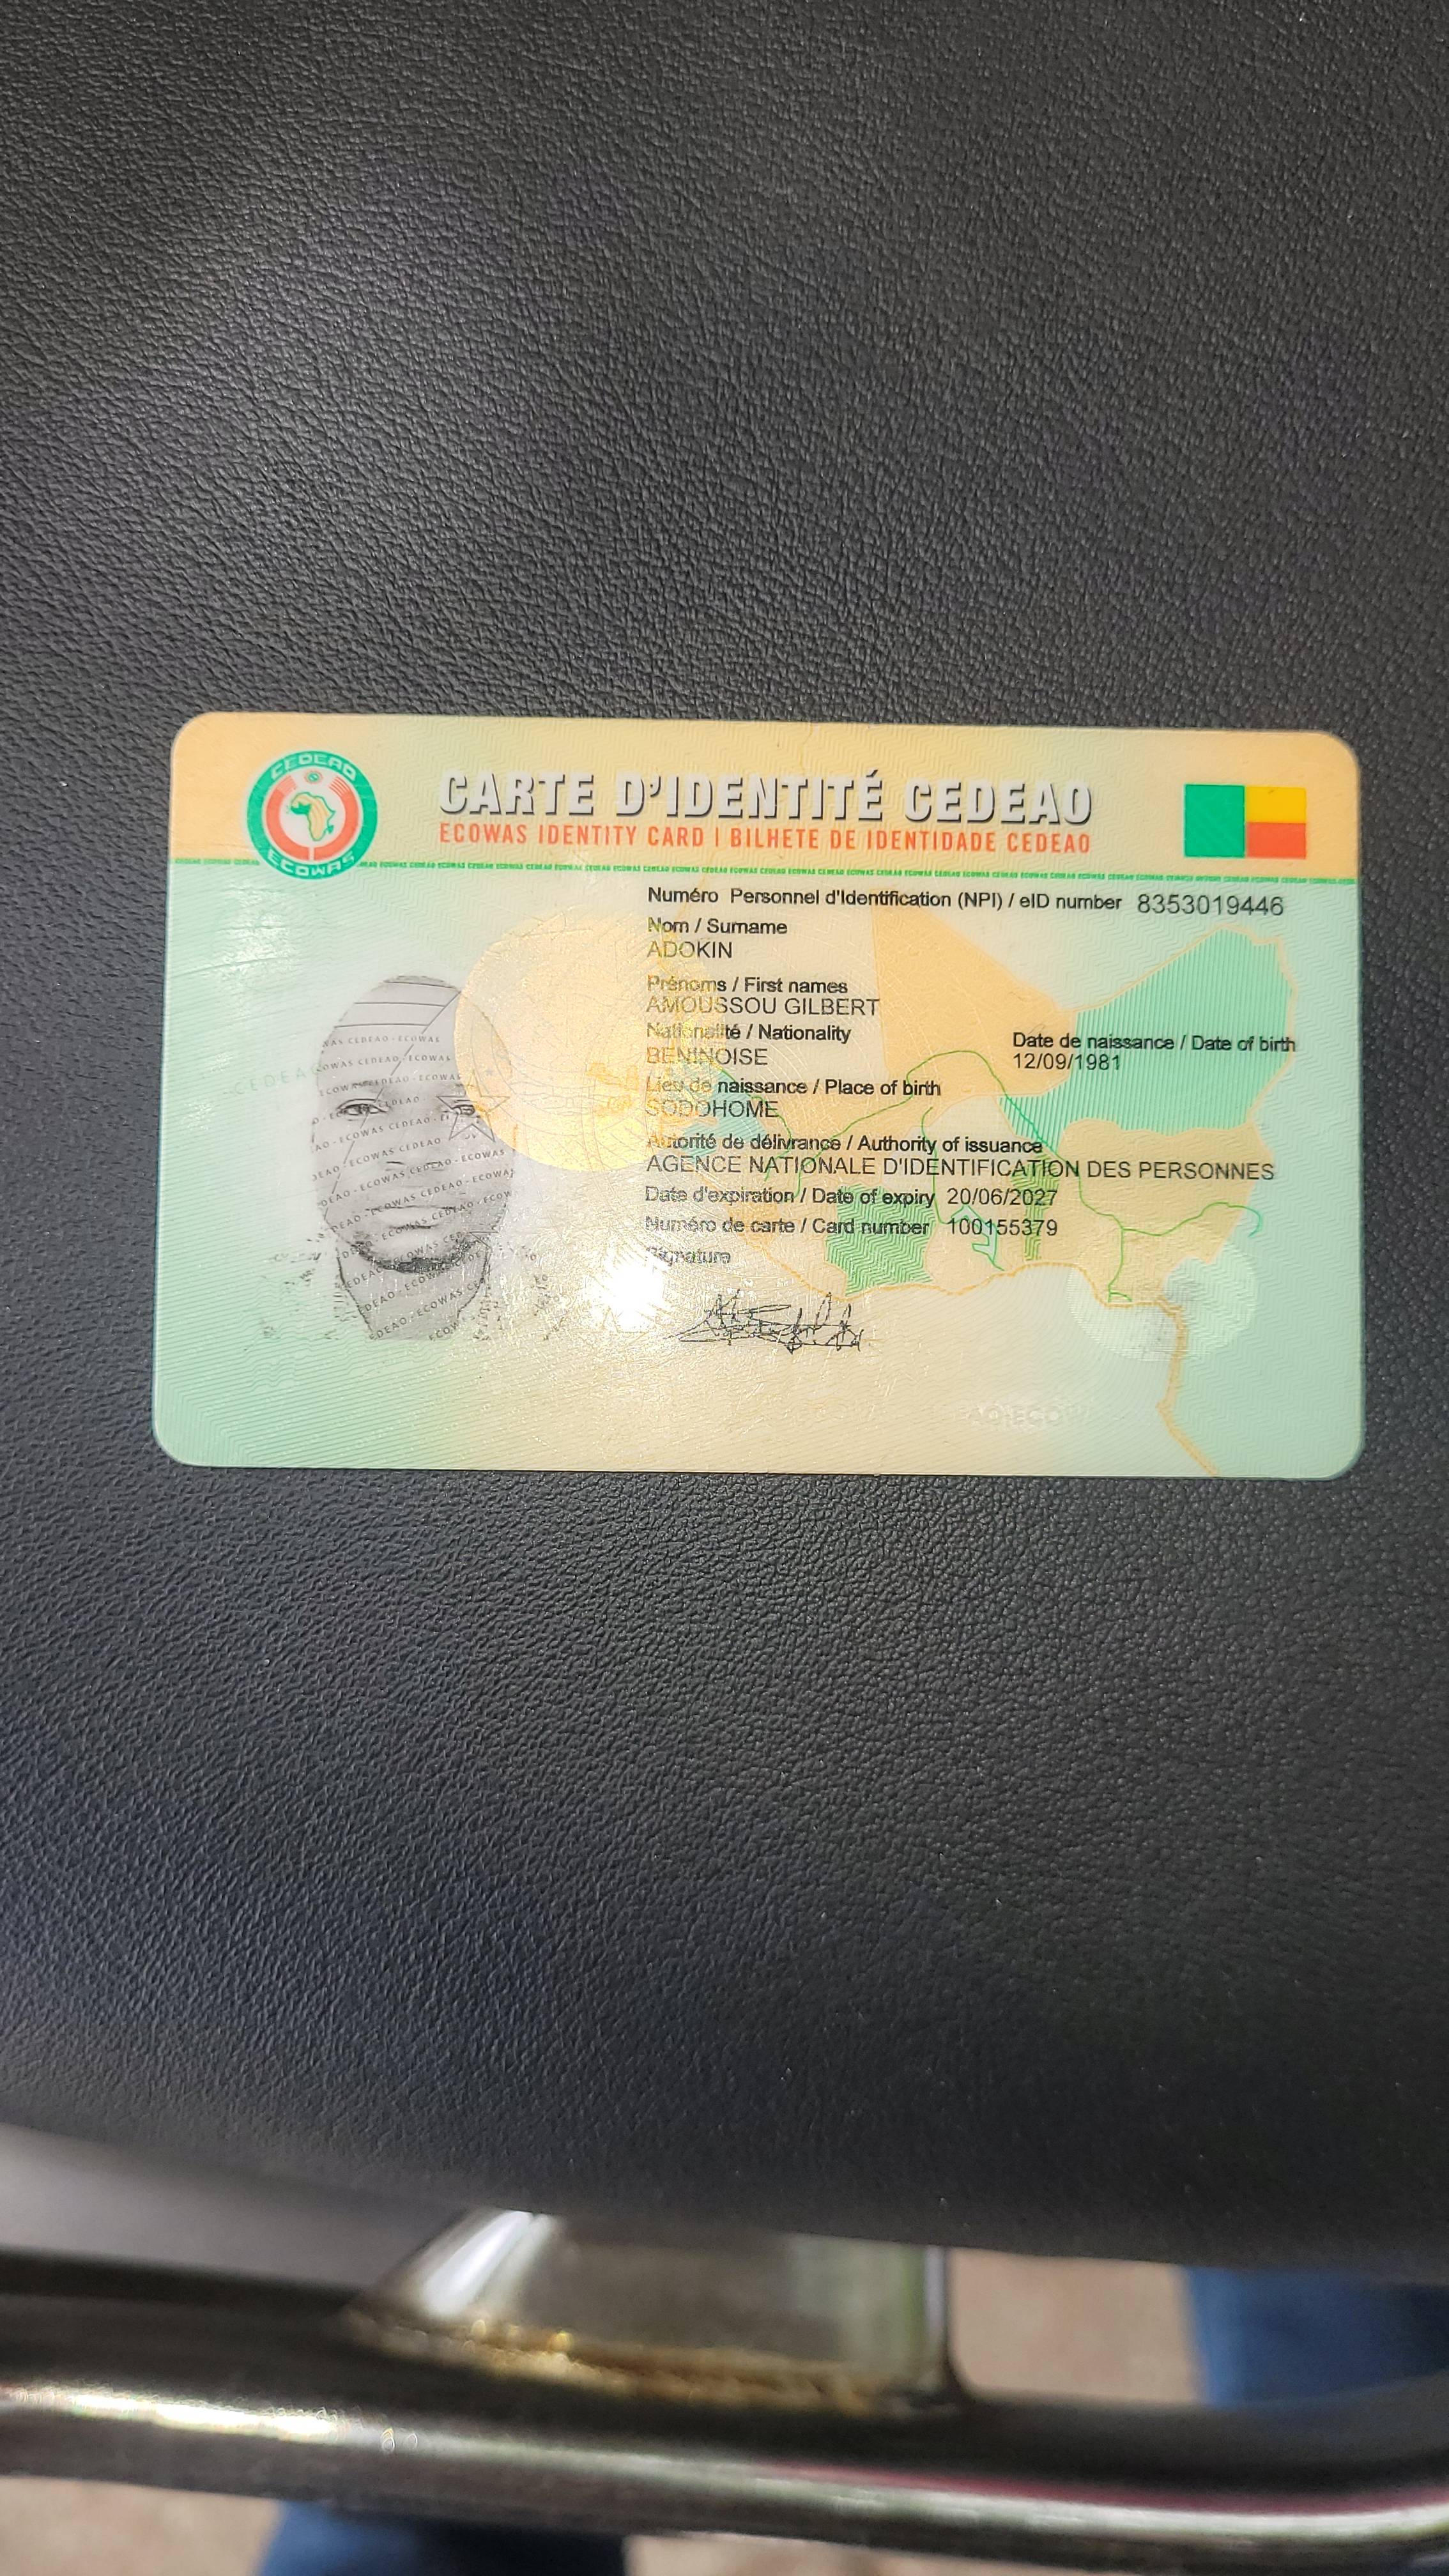 CEDEAO
ECOWAS
CARTE D'IDENTITÉ CEDEAO
ECOWAS IDENTITY CARD | BILHETE DE IDENTIDADE CEDEAO
Numéro Personnel d'Identification (NPI) / eID number 8353019446
Nom / Surname
ADOKIN
Prénoms / First names
AMOUSSOU GILBERT
Nationalité / Nationality
BENINOISE
Date de naissance / Date of birth
12/09/1981
Lieu de naissance / Place of birth
SODOHOME
Autorité de délivrance / Authority of issuance
AGENCE NATIONALE D'IDENTIFICATION DES PERSONNES
Date d'expiration / Date of expiry 20/06/2027
Numéro de carte / Card number 100155379
Signature